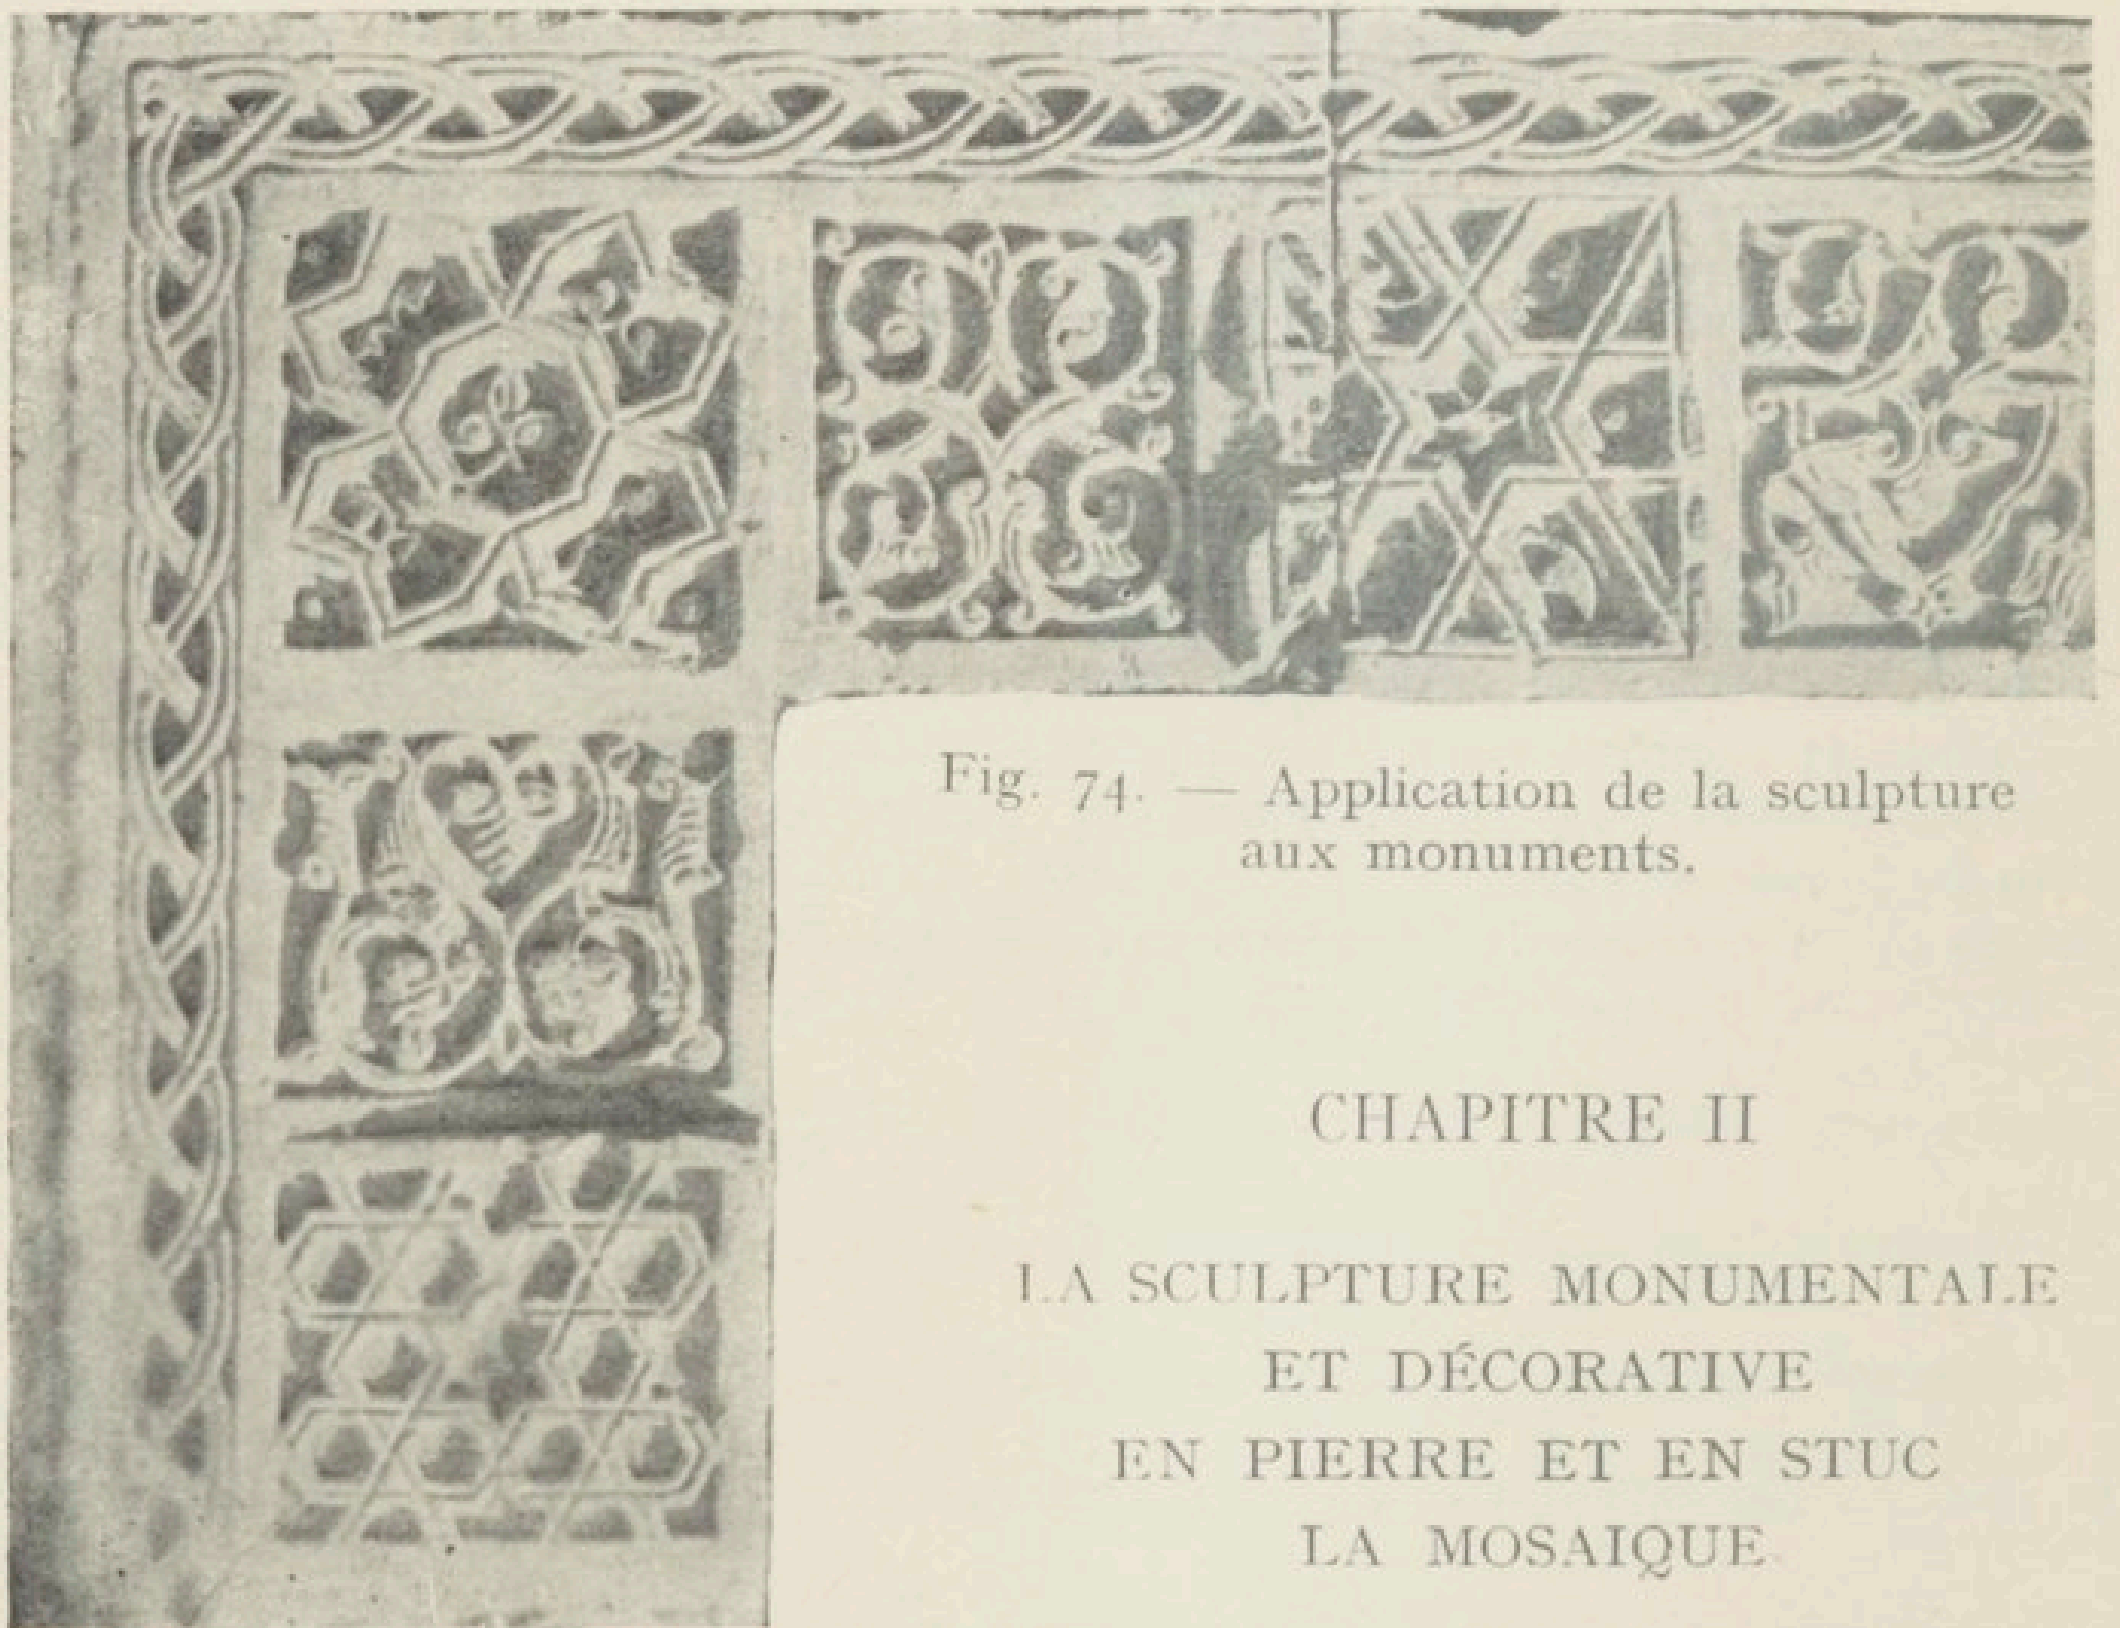 Fig. 74. — Application de la sculpture
aux monuments.
CHAPITRE II
LA SCULPTURE MONUMENTALE
ET DÉCORATIVE
EN PIERRE ET EN STUC
LA MOSAIQUE